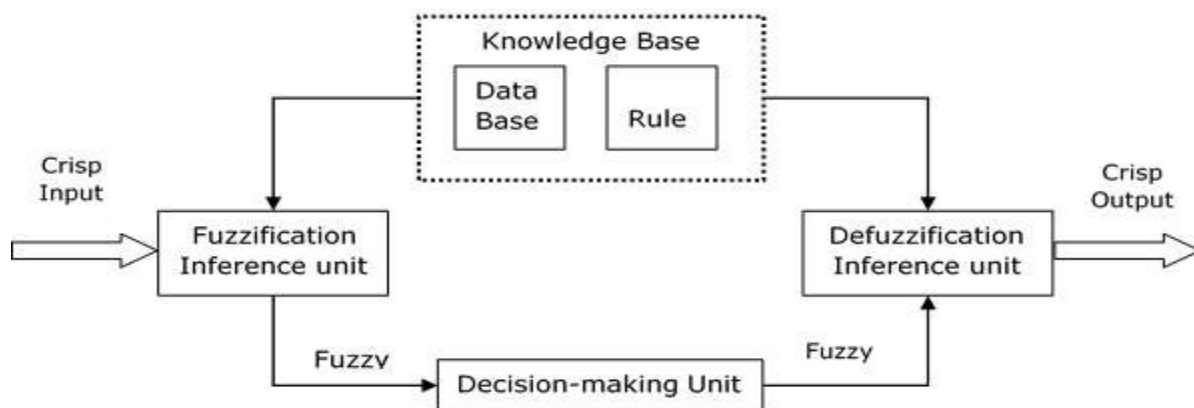 Knowledge Base
Data
Base
Rule
Crisp
Input
Fuzzification
Inference unit
Defuzzification
Inference unit
Crisp
Output
Fuzzy
Decision-making Unit
Fuzzy